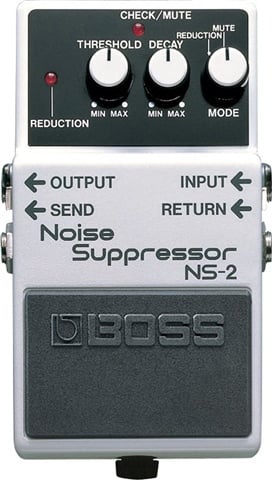 CHECK/MUTE
THRESHOLD DECAY
REDUCTION
MUTE
MIN MAX
MIN MAX
MODE
REDUCTION
← OUTPUT
INPUT ←
← SEND
RETURN ←
Noise
Suppressor
NS-2
BOSS